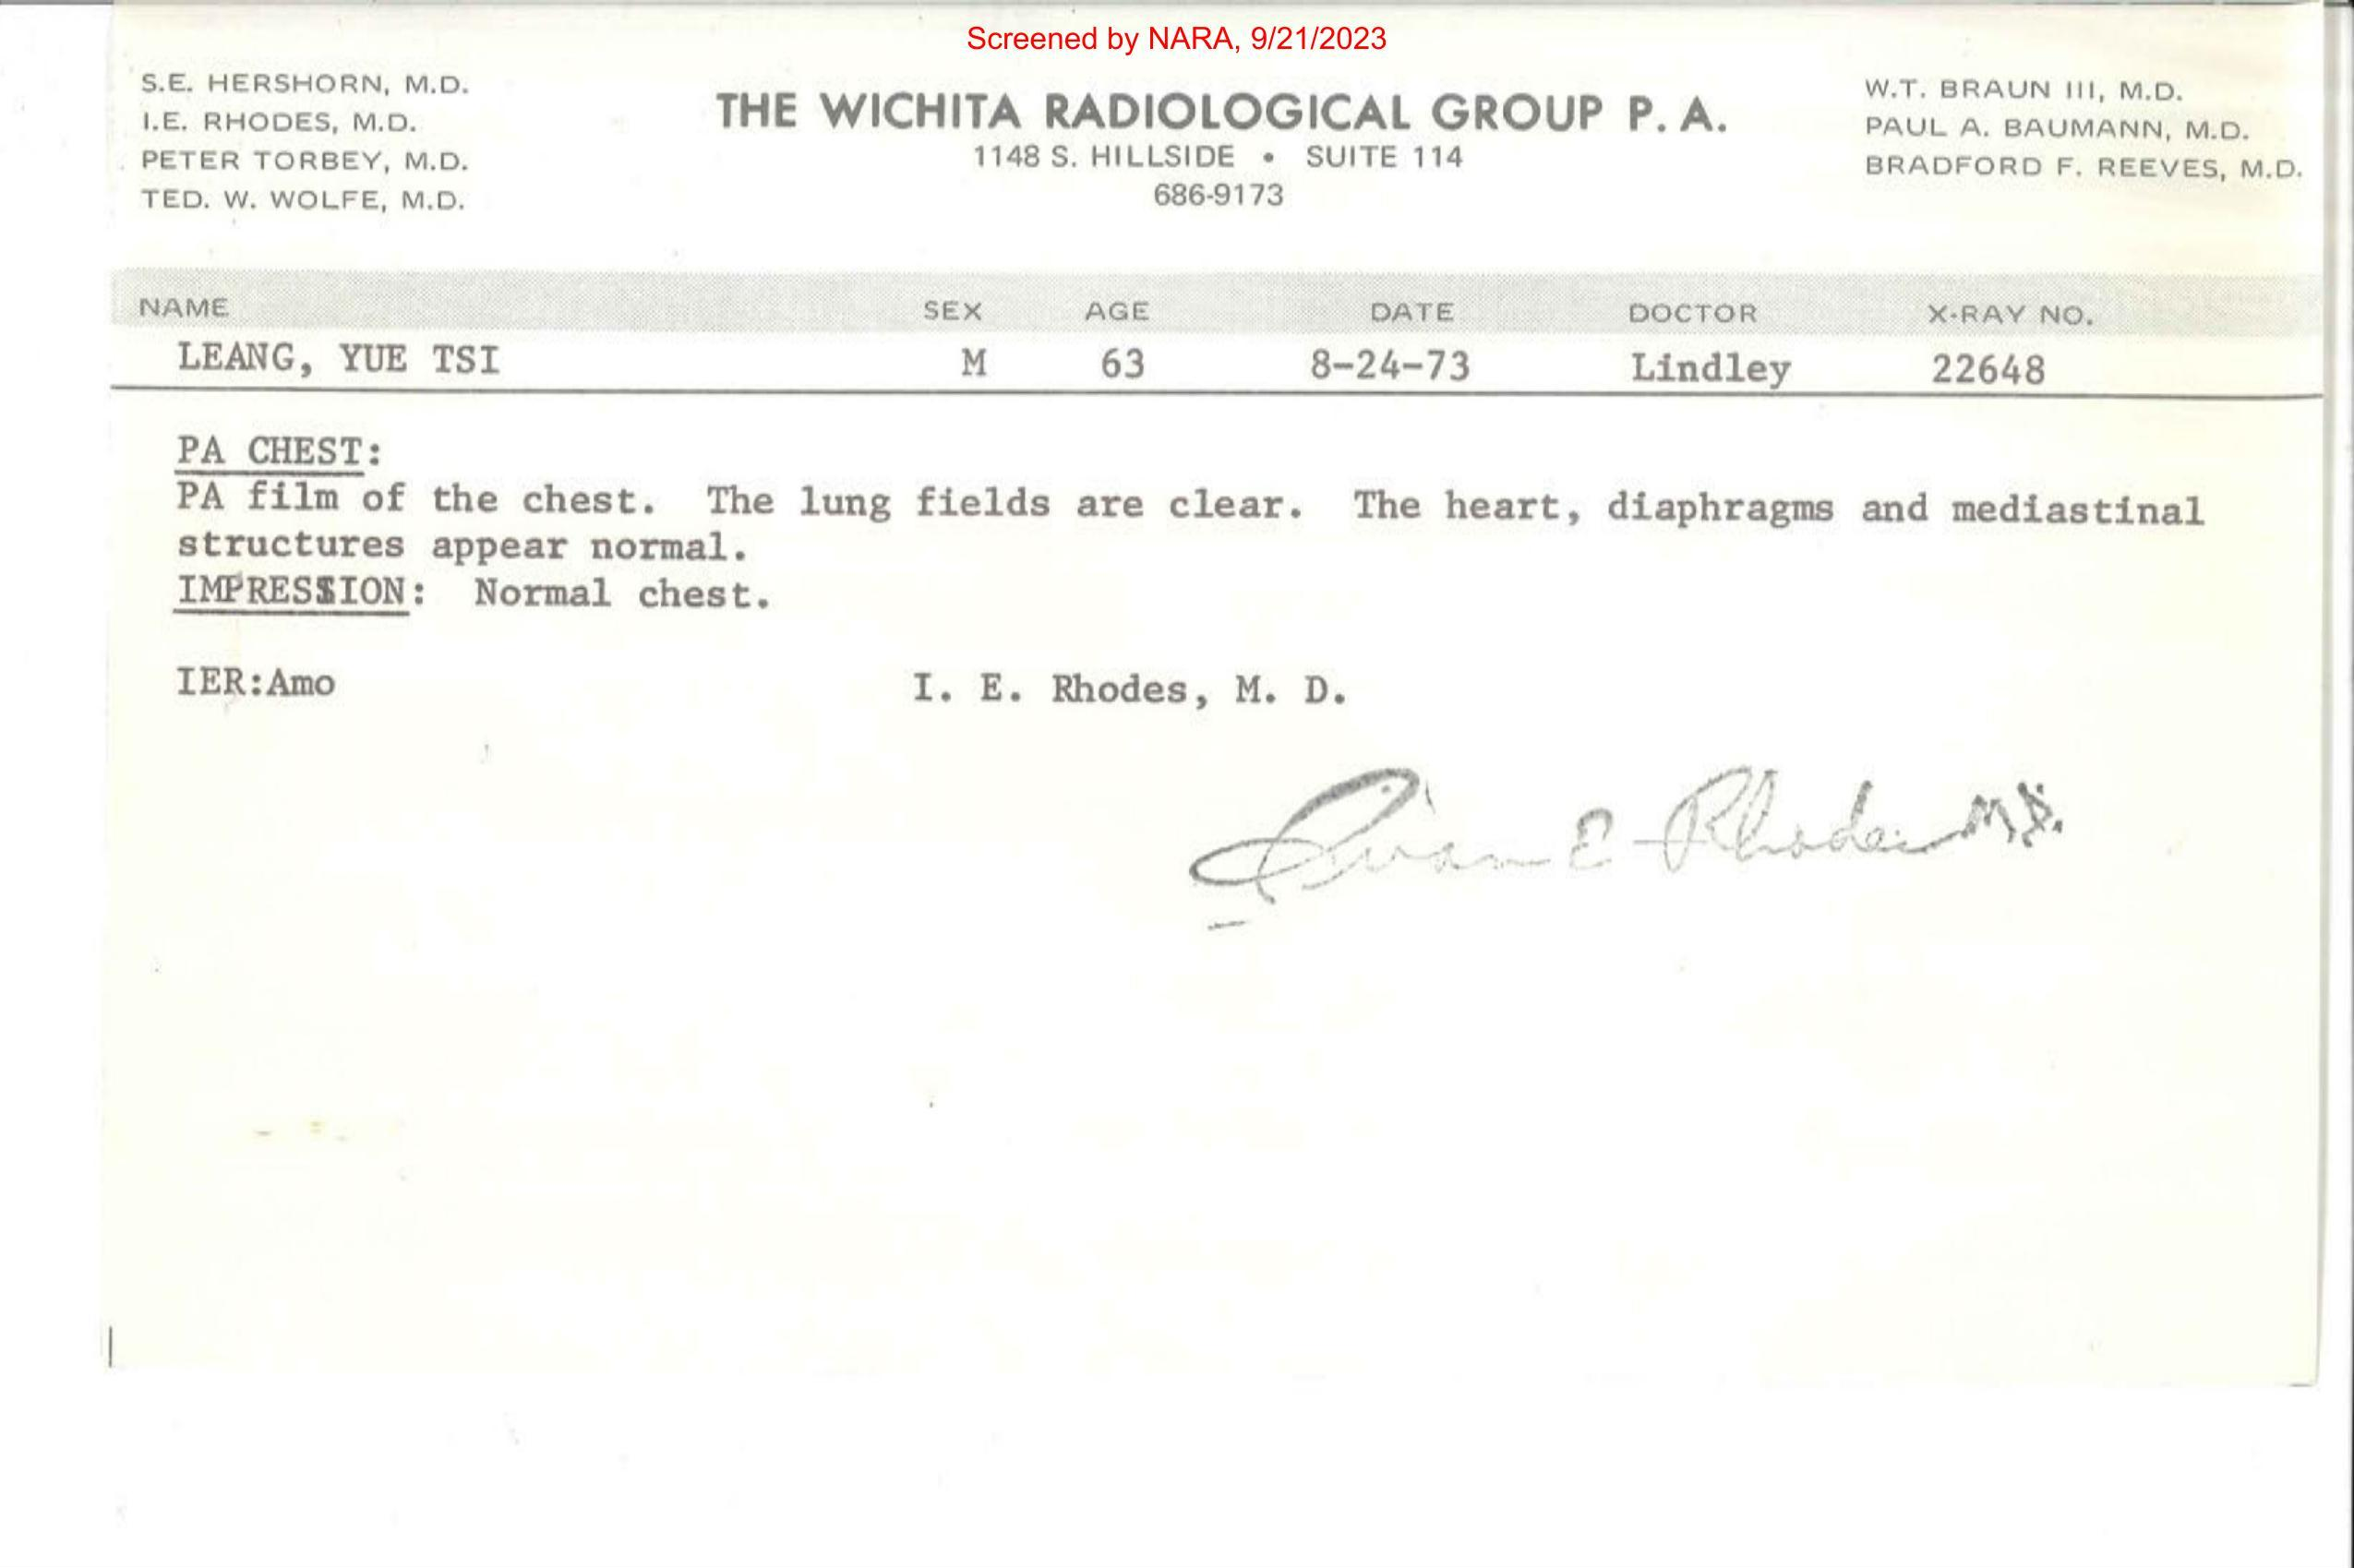 Screened by NARA, 9/21/2023
S.E. HERSHORN, M.D.
I.E. RHODES, M.D.
PETER TORBEY, M.D.
TED. W. WOLFE, M.D.
THE WICHITA RADIOLOGICAL GROUP P. A.
1148 S. HILLSIDE • SUITE 114
686-9173
W.T. BRAUN III, M.D.
PAUL A. BAUMANN, M.D.
BRADFORD F. REEVES, M.D.
NAME SEX AGE DATE DOCTOR X-RAY NO.
LEANG, YUE TSI M 63 8-24-73 Lindley 22648
PA CHEST:
PA film of the chest. The lung fields are clear. The heart, diaphragms and mediastinal
structures appear normal.
IMPRESSION: Normal chest.
IER:Amo I. E. Rhodes, M. D.
Ivan E Rhodes M.D.